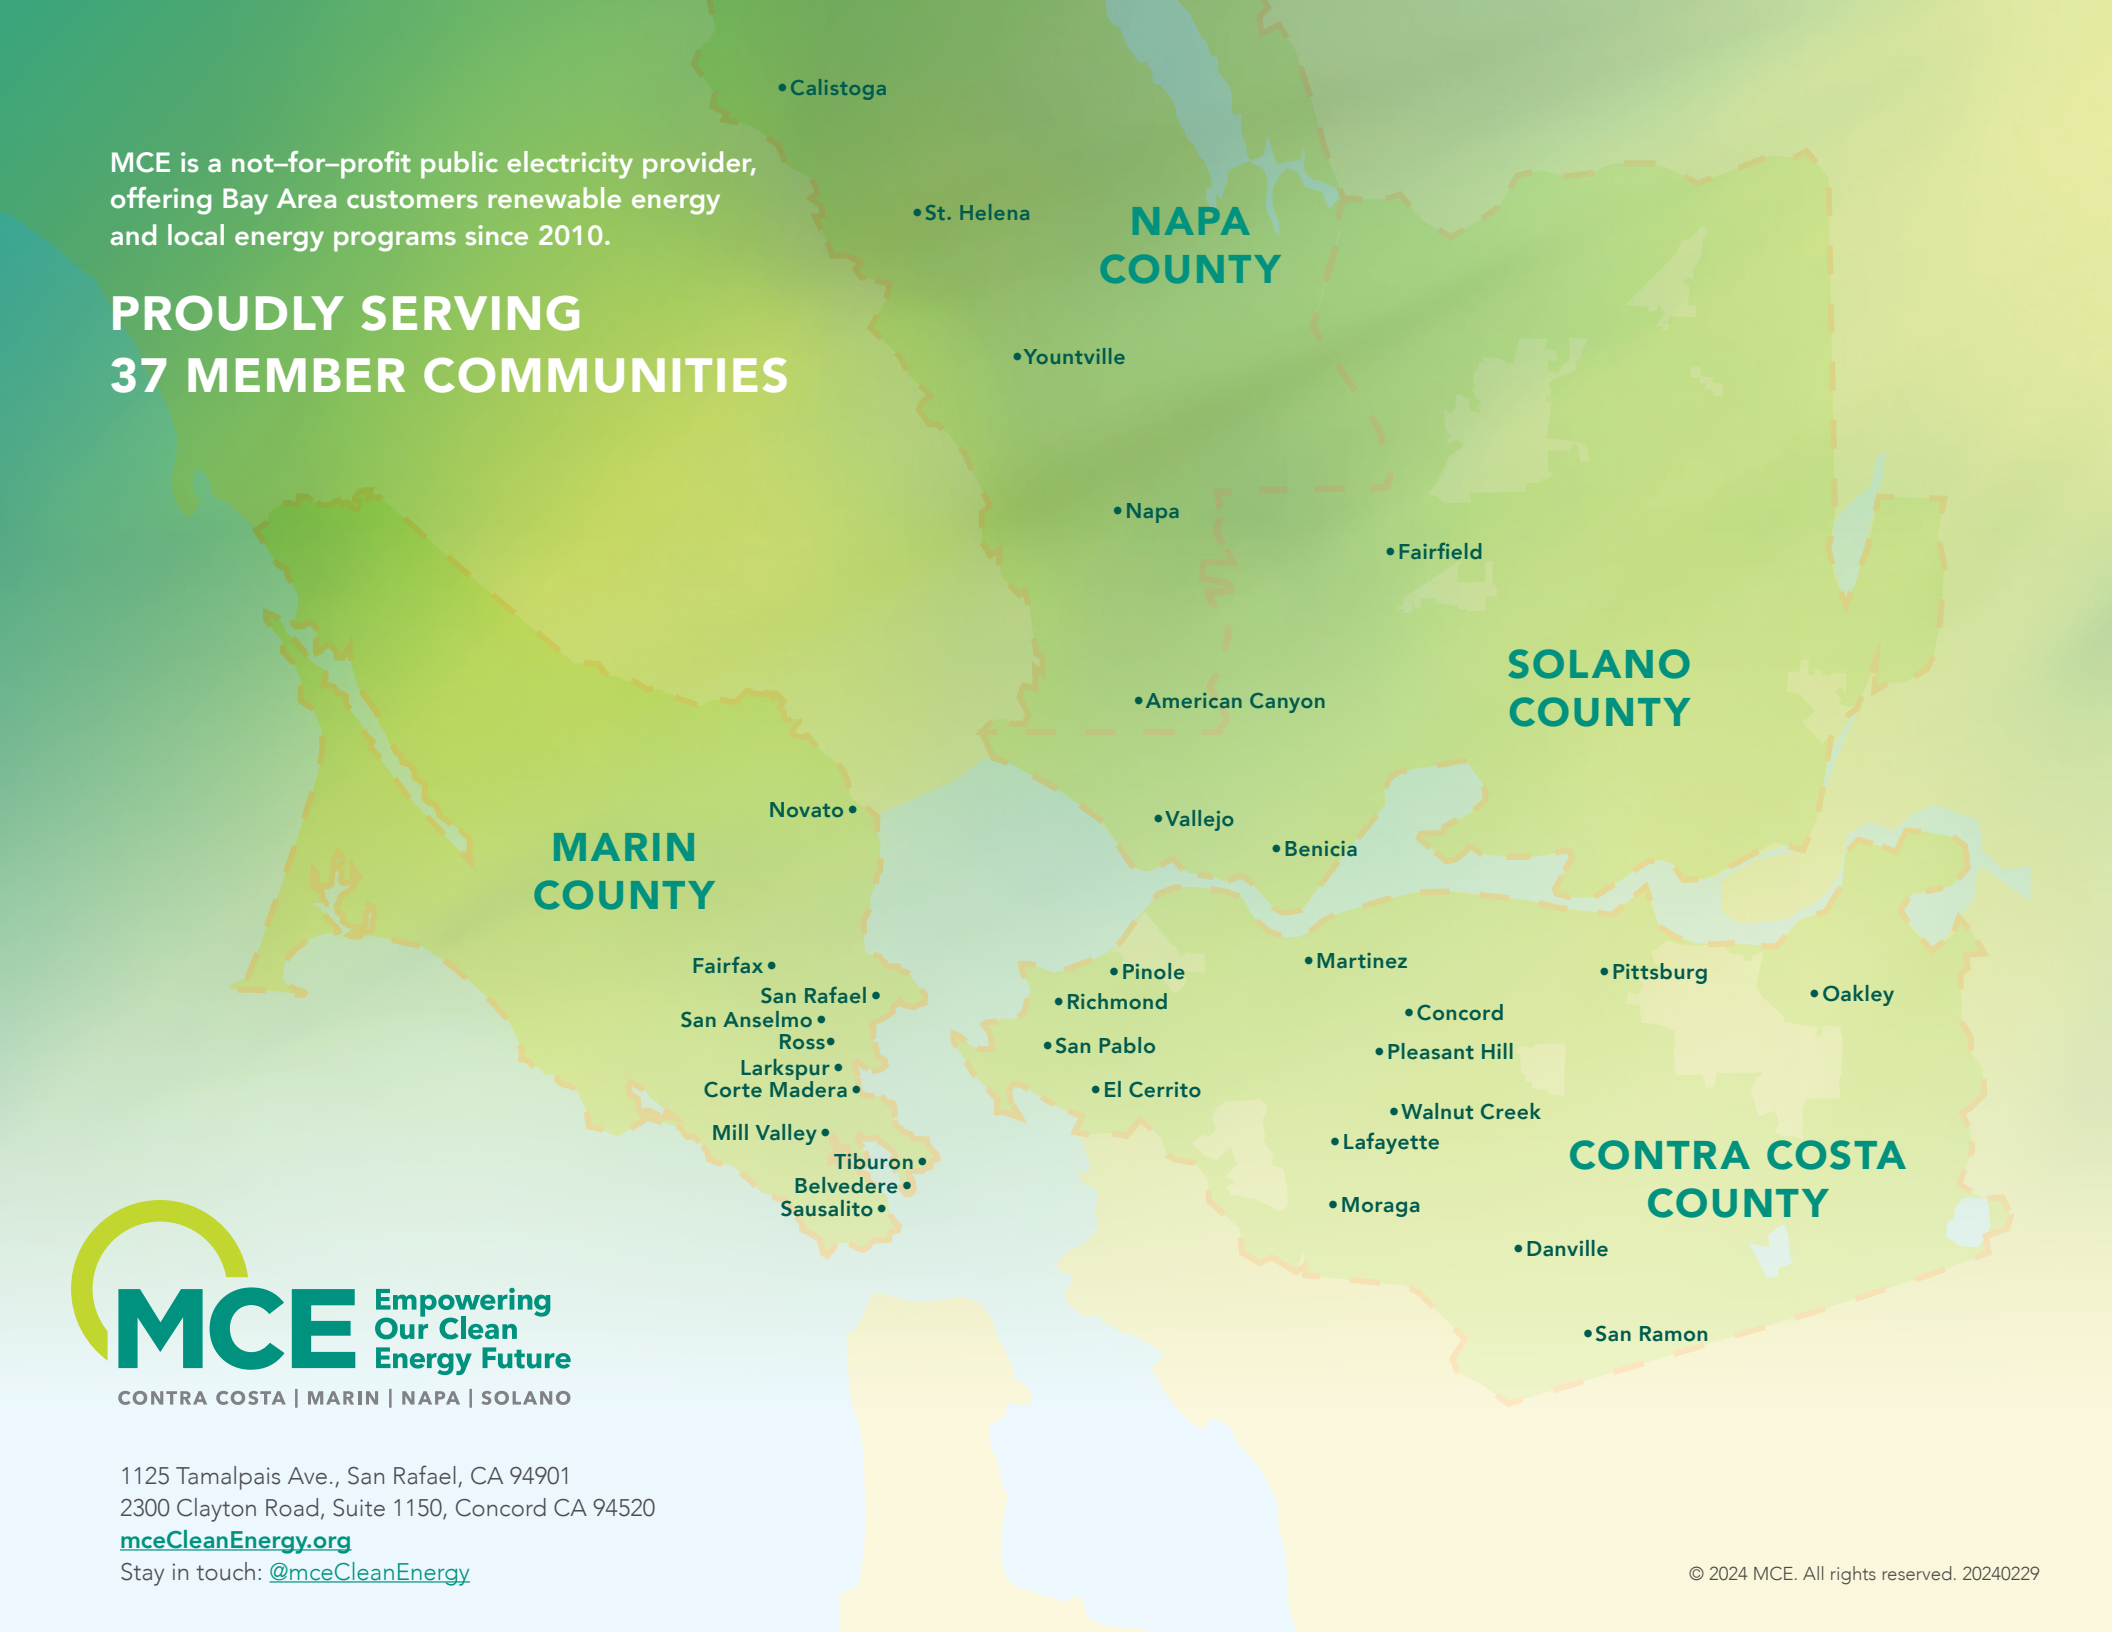 MCE is a not–for–profit public electricity provider,
offering Bay Area customers renewable energy
and local energy programs since 2010.
PROUDLY SERVING
37 MEMBER COMMUNITIES
•Calistoga
•St. Helena
NAPA
COUNTY
•Yountville
•Napa
•Fairfield
•American Canyon
SOLANO
COUNTY
•Vallejo
•Benicia
Novato•
MARIN
COUNTY
Fairfax•
San Rafael•
San Anselmo•
Ross•
Larkspur•
Corte Madera•
Mill Valley•
Tiburon•
Belvedere•
Sausalito•
•Pinole
•Richmond
•San Pablo
•El Cerrito
•Martinez
•Concord
•Pleasant Hill
•Walnut Creek
•Lafayette
•Moraga
•Pittsburg
•Oakley
CONTRA COSTA
COUNTY
•Danville
•San Ramon
MCE
Empowering
Our Clean
Energy Future
CONTRA COSTA | MARIN | NAPA | SOLANO
1125 Tamalpais Ave., San Rafael, CA 94901
2300 Clayton Road, Suite 1150, Concord CA 94520
mceCleanEnergy.org
Stay in touch: @mceCleanEnergy
© 2024 MCE. All rights reserved. 20240229